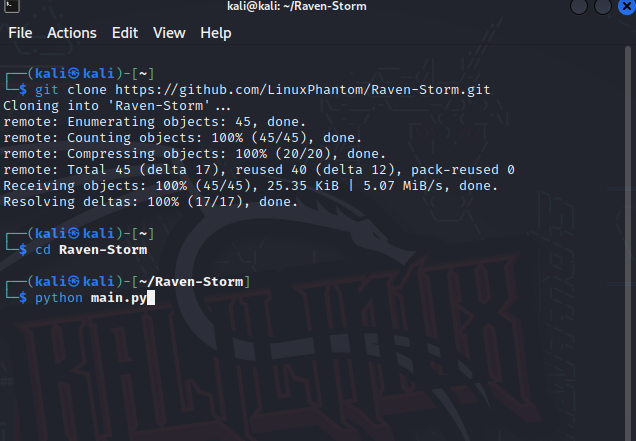 kali@kali: ~/Raven-Storm
File Actions Edit View Help
┌──(kali㉿kali)-[~]
└─$ git clone https://github.com/LinuxPhantom/Raven-Storm.git
Cloning into 'Raven-Storm'...
remote: Enumerating objects: 45, done.
remote: Counting objects: 100% (45/45), done.
remote: Compressing objects: 100% (20/20), done.
remote: Total 45 (delta 17), reused 40 (delta 12), pack-reused 0
Receiving objects: 100% (45/45), 25.35 KiB | 5.07 MiB/s, done.
Resolving deltas: 100% (17/17), done.
┌──(kali㉿kali)-[~]
└─$ cd Raven-Storm
┌──(kali㉿kali)-[~/Raven-Storm]
└─$ python main.py
KALI LINUX